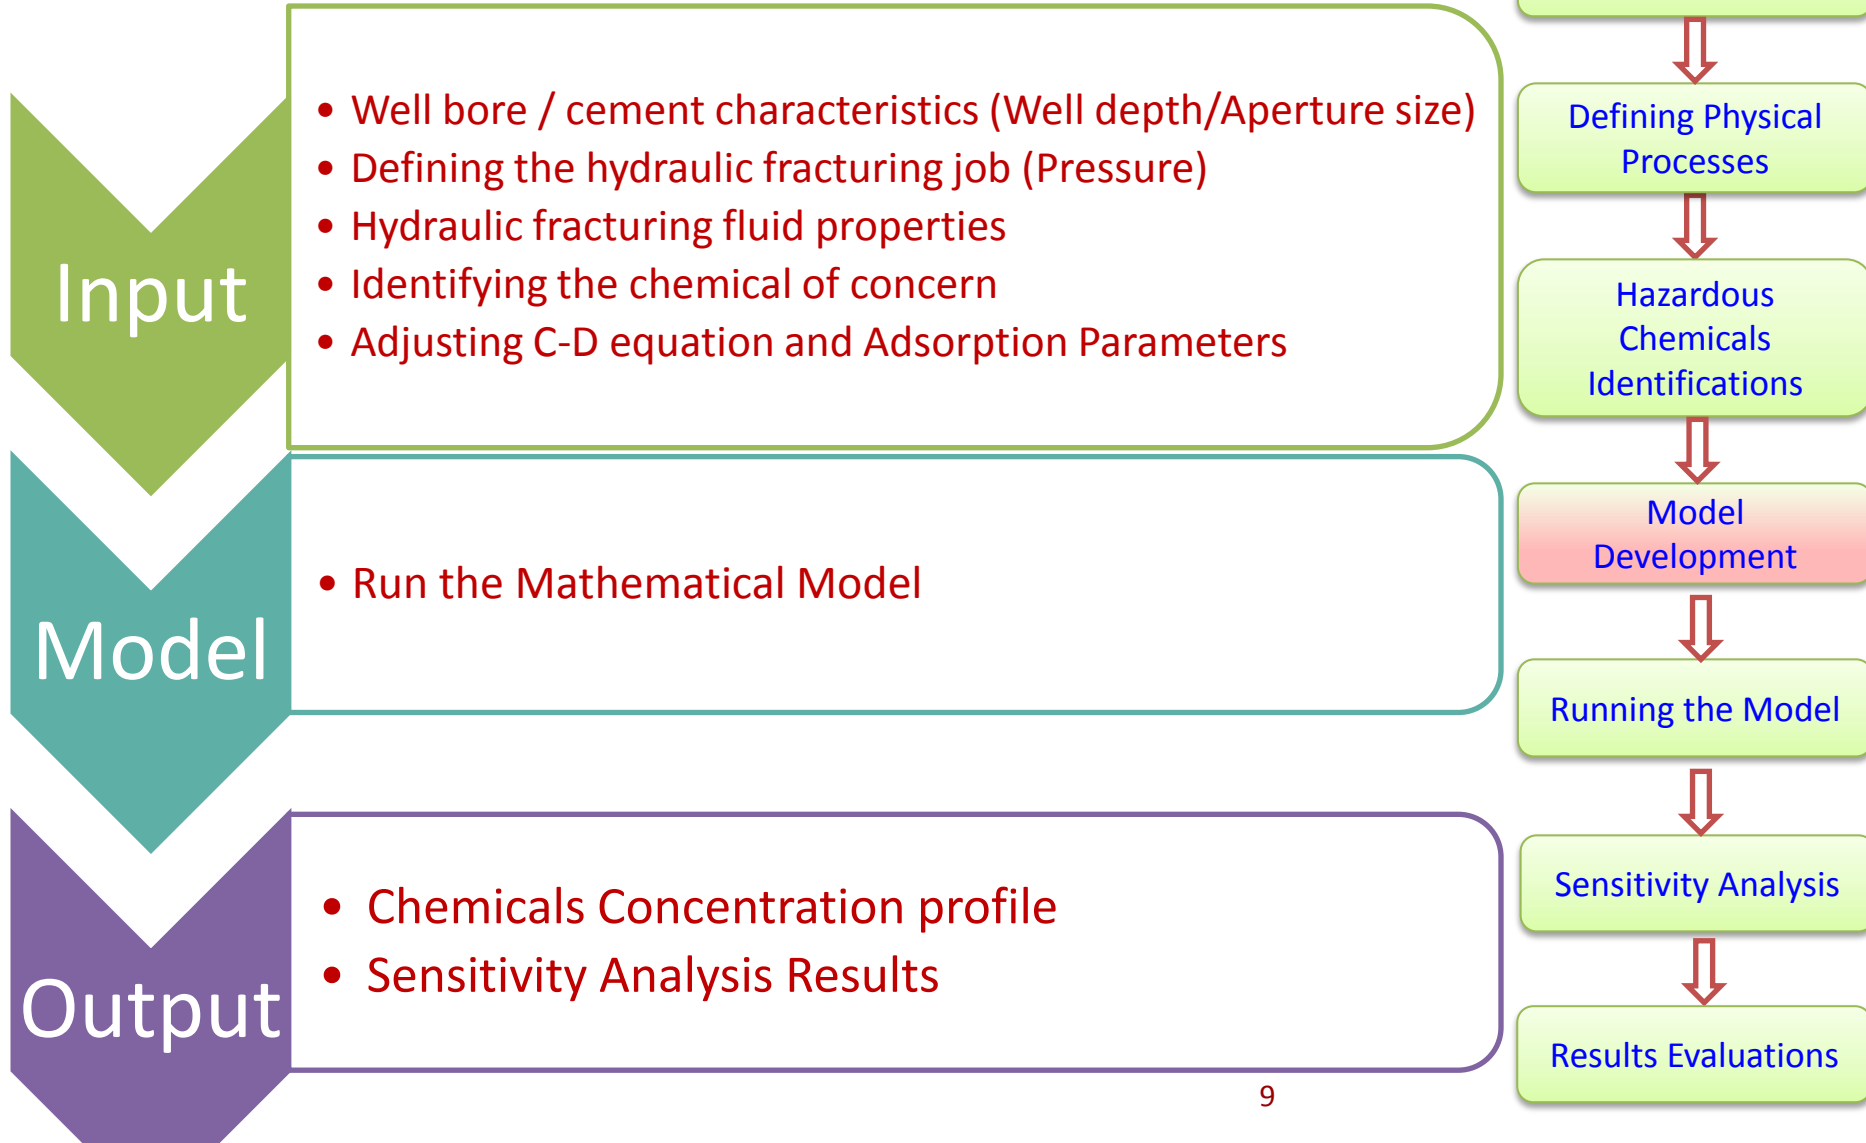 Input
• Well bore / cement characteristics (Well depth/Aperture size)
• Defining the hydraulic fracturing job (Pressure)
• Hydraulic fracturing fluid properties
• Identifying the chemical of concern
• Adjusting C-D equation and Adsorption Parameters
Model
• Run the Mathematical Model
Output
• Chemicals Concentration profile
• Sensitivity Analysis Results
Defining Physical
Processes
Hazardous
Chemicals
Identifications
Model
Development
Running the Model
Sensitivity Analysis
Results Evaluations
9